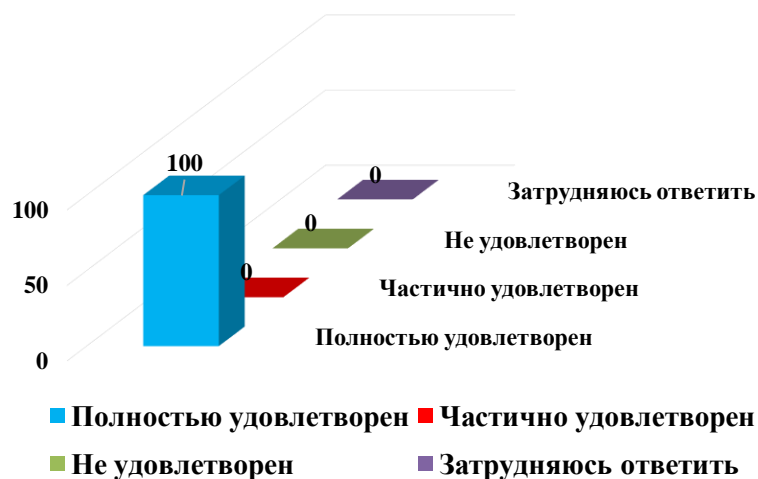 100
0
Затрудняюсь ответить
100
0
Не удовлетворен
50
0
Частично удовлетворен
0
Полностью удовлетворен
Полностью удовлетворен
Частично удовлетворен
Не удовлетворен
Затрудняюсь ответить